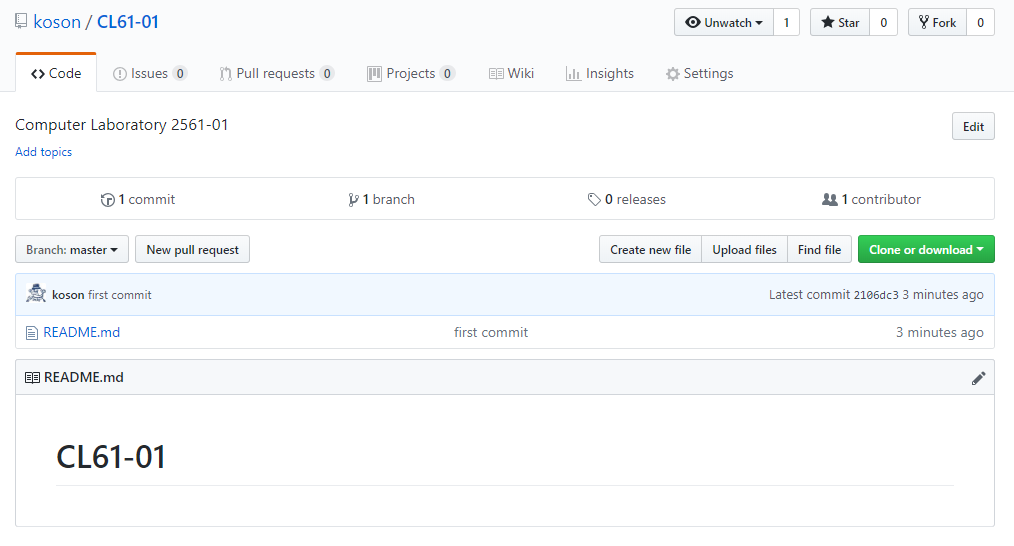 koson / CL61-01 Unwatch 1 Star 0 Fork 0
Code Issues 0 Pull requests 0 Projects 0 Wiki Insights Settings
Computer Laboratory 2561-01 Edit
Add topics
1 commit 1 branch 0 releases 1 contributor
Branch: master New pull request Create new file Upload files Find file Clone or download
koson first commit Latest commit 2106dc3 3 minutes ago
README.md first commit 3 minutes ago
README.md
CL61-01